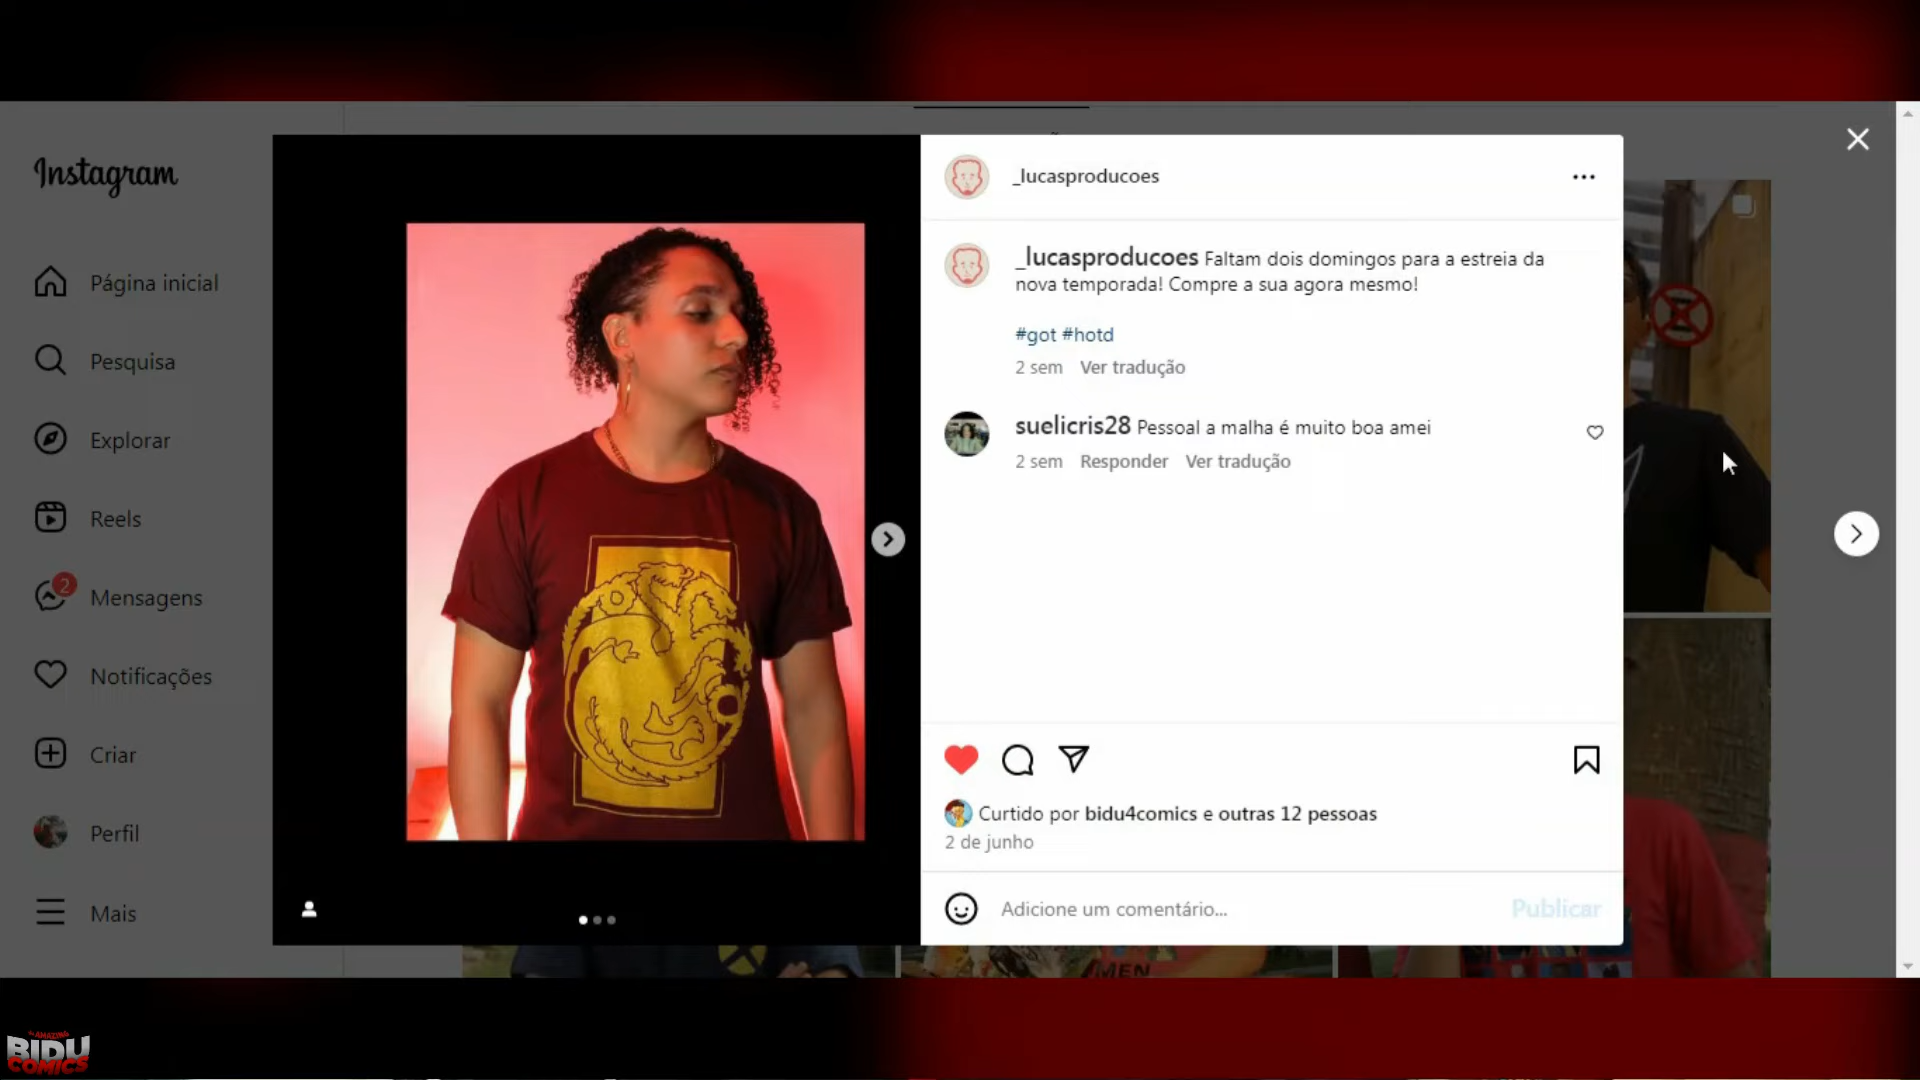 Instagram
Página inicial
Pesquisa
Explorar
Reels
2
Mensagens
Notificações
Criar
Perfil
Mais
_lucasproducoes
_lucasproducoes Faltam dois domingos para a estreia da
nova temporada! Compre a sua agora mesmo!
#got #hotd
2 sem Ver tradução
suelicris28 Pessoal a malha é muito boa amei
2 sem Responder Ver tradução
Curtido por bidu4comics e outras 12 pessoas
2 de junho
Adicione um comentário...
Publicar
MEN
AMAZING
BIDU
COMICS